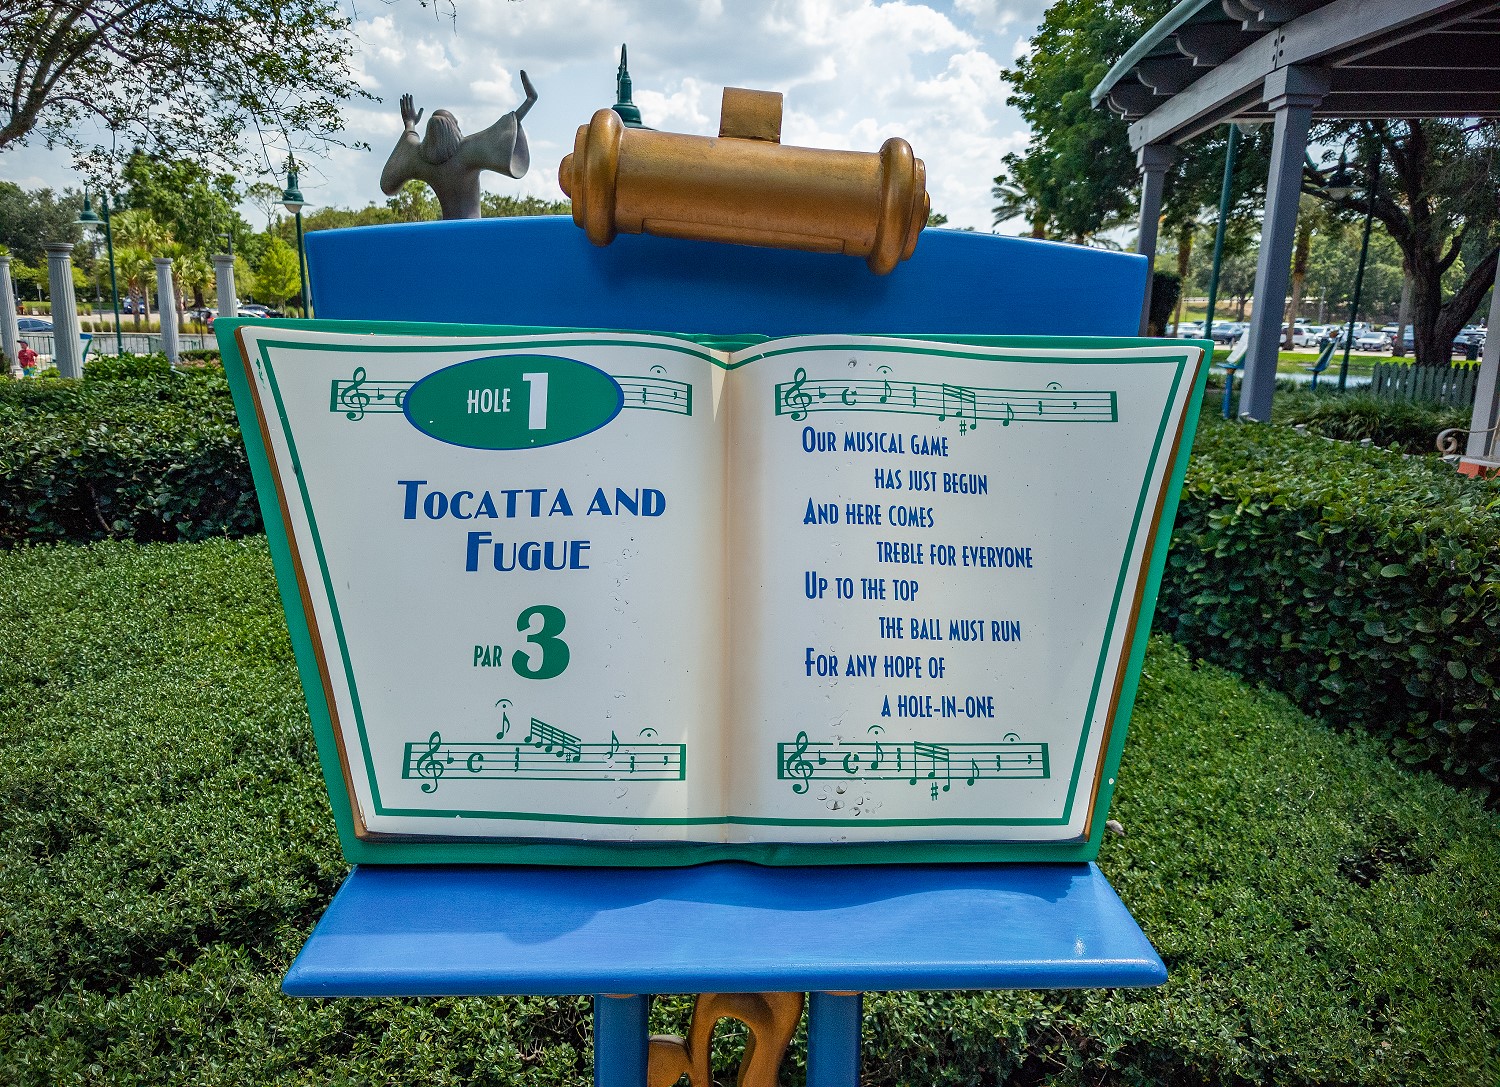 HOLE 1
TOCATTA AND
FUGUE
PAR 3
OUR MUSICAL GAME
HAS JUST BEGUN
AND HERE COMES
TREBLE FOR EVERYONE
UP TO THE TOP
THE BALL MUST RUN
FOR ANY HOPE OF
A HOLE-IN-ONE